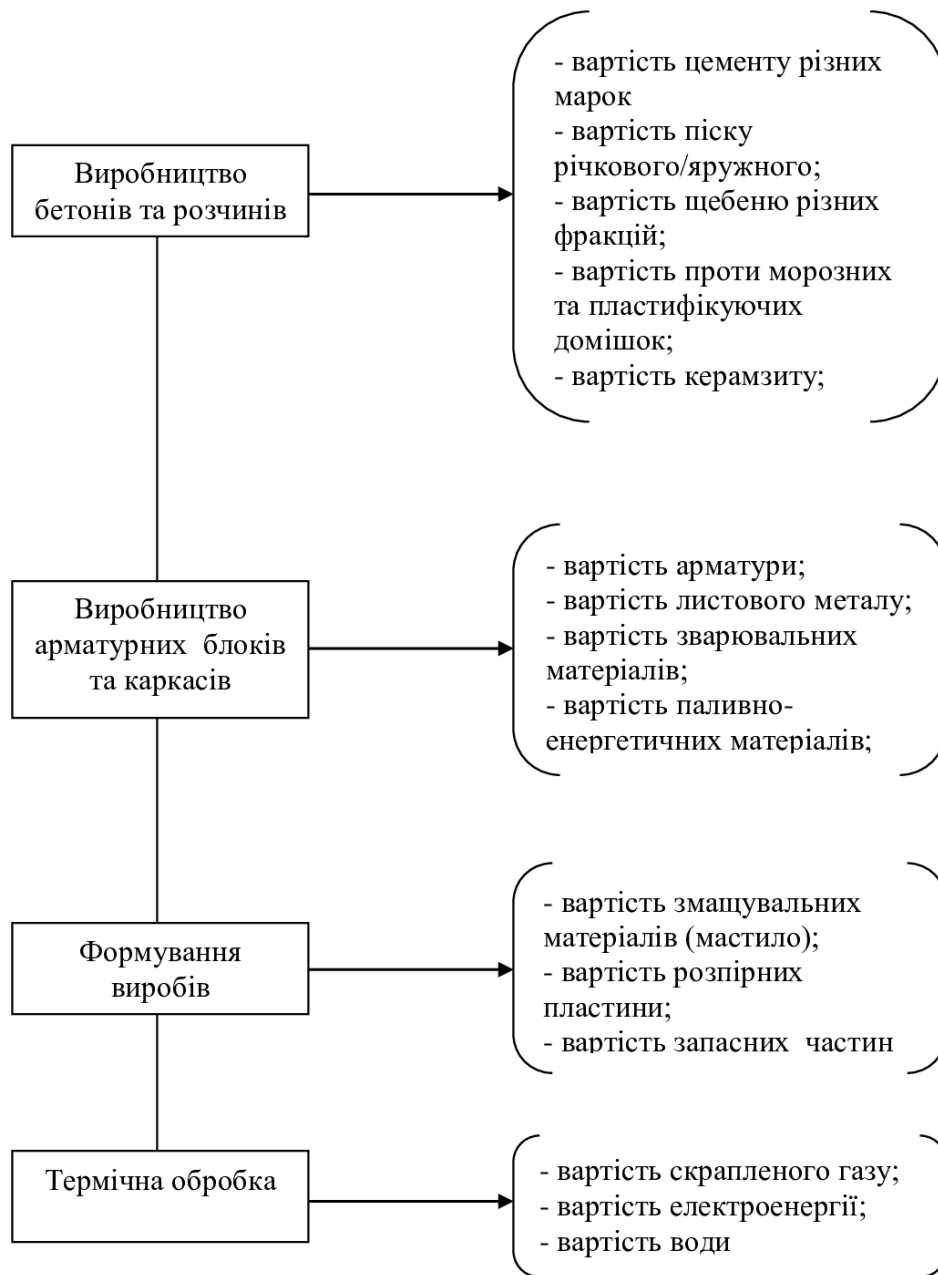 Виробництво
бетонів та розчинів
- вартість цементу різних
марок
- вартість піску
річкового/яружного;
- вартість щебеню різних
фракцій;
- вартість проти морозних
та пластифікуючих
домішок;
- вартість керамзиту;
Виробництво
арматурних блоків
та каркасів
- вартість арматури;
- вартість листового металу;
- вартість зварювальних
матеріалів;
- вартість паливно-
енергетичних матеріалів;
Формування
виробів
- вартість змащувальних
матеріалів (мастило);
- вартість розпірних
пластини;
- вартість запасних частин
Термічна обробка
- вартість скрапленого газу;
- вартість електроенергії;
- вартість води